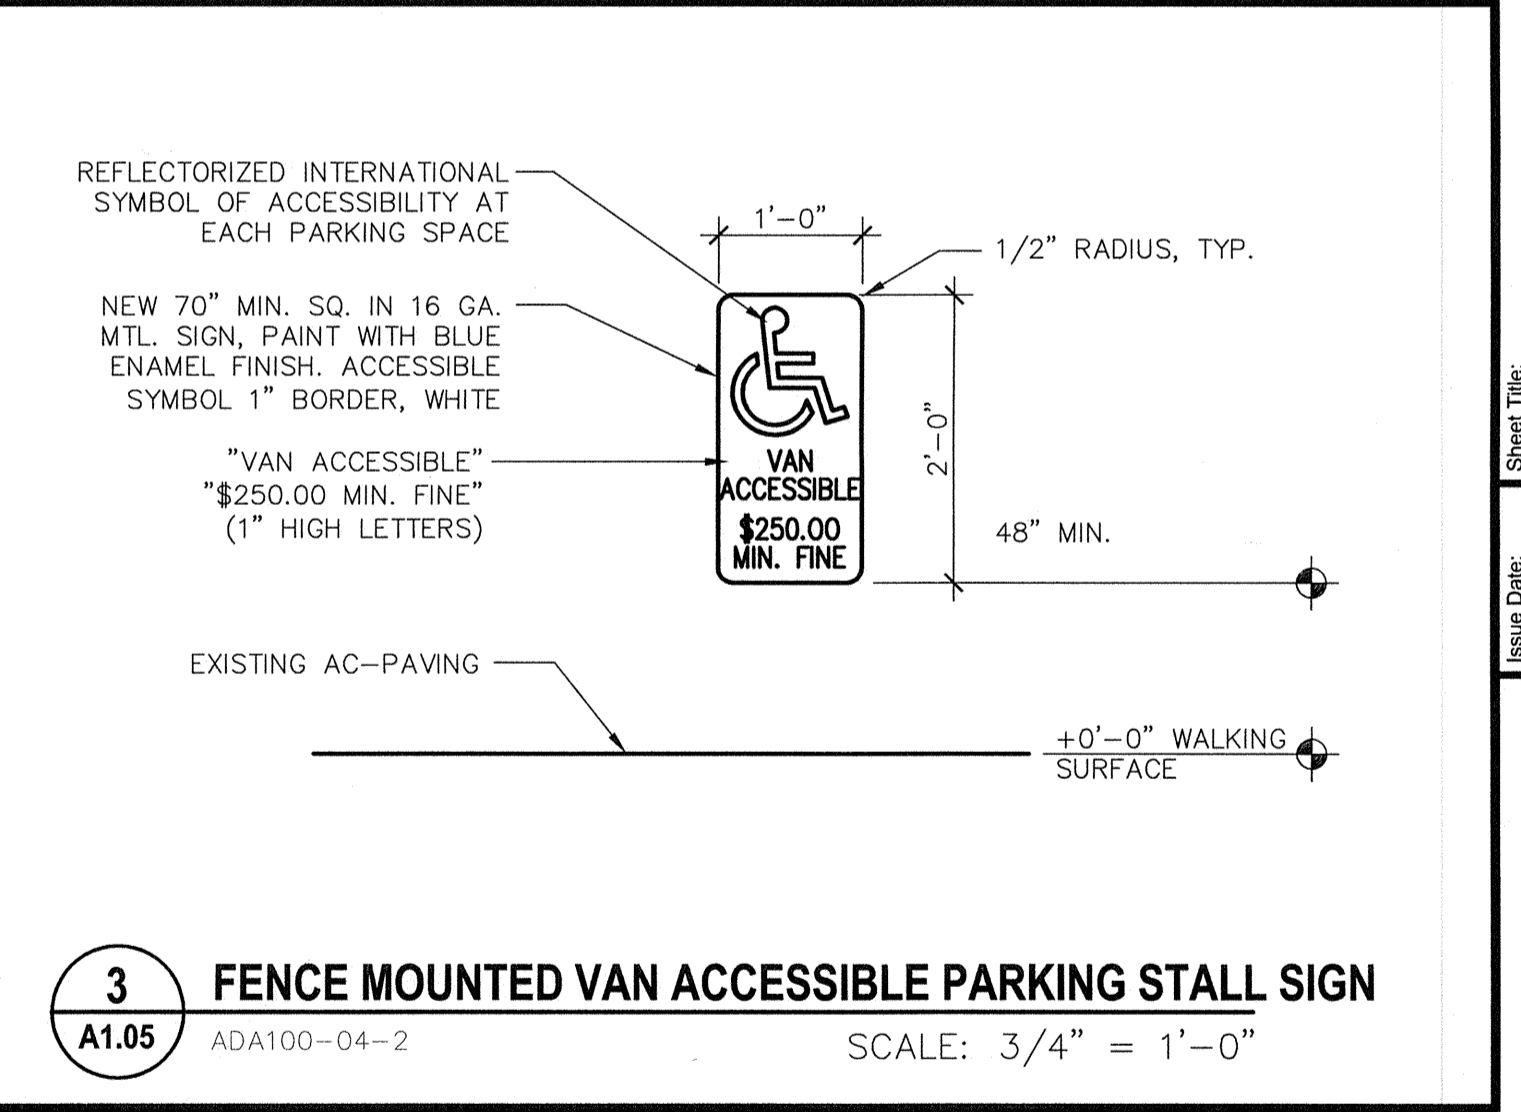 REFLECTORIZED INTERNATIONAL
SYMBOL OF ACCESSIBILITY AT
EACH PARKING SPACE
1'-0"
1/2" RADIUS, TYP.
NEW 70" MIN. SQ. IN 16 GA.
MTL. SIGN, PAINT WITH BLUE
ENAMEL FINISH. ACCESSIBLE
SYMBOL 1" BORDER, WHITE
2'-0"
"VAN ACCESSIBLE"
"$250.00 MIN. FINE"
(1" HIGH LETTERS)
VAN
ACCESSIBLE
$250.00
MIN. FINE
48" MIN.
EXISTING AC-PAVING
+0'-0" WALKING
SURFACE
3
A1.05
FENCE MOUNTED VAN ACCESSIBLE PARKING STALL SIGN
ADA100-04-2
SCALE: 3/4" = 1'-0"
Sheet Title:
Issue Date: